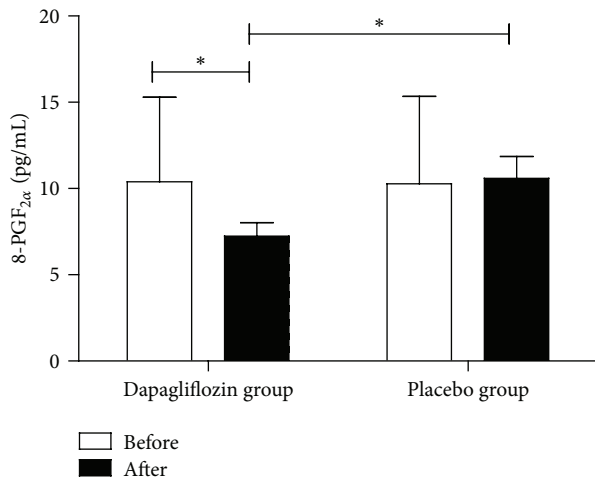 20
15
10
5
0
8-PGF2α (pg/mL)
*
*
Dapagliflozin group
Placebo group
Before
After